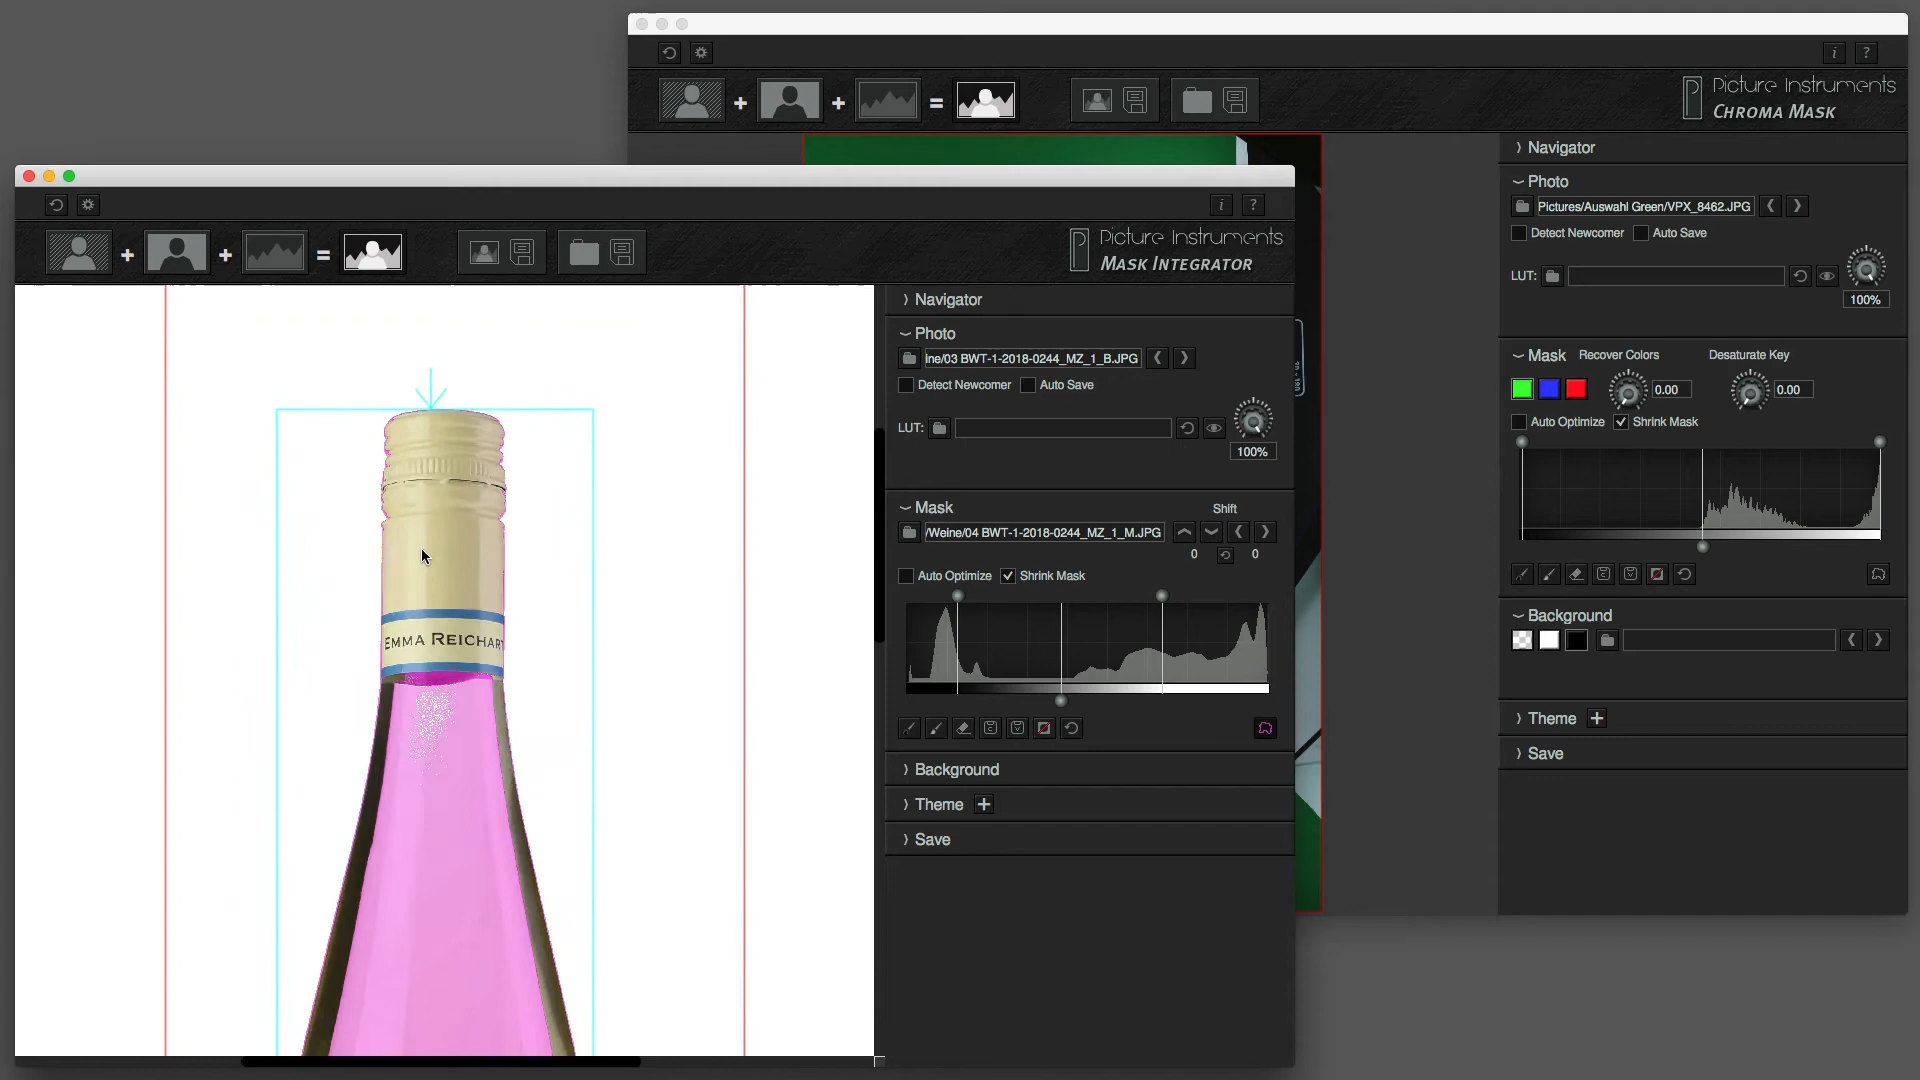 i ?
Picture Instruments
CHROMA MASK
Navigator
Photo
Pictures/Auswahl Green/VPX_8462.JPG
Detect Newcomer Auto Save
LUT:
100%
Mask Recover Colors Desaturate Key
0.00 0.00
Auto Optimize Shrink Mask
Background
Theme +
Save
i ?
Picture Instruments
MASK INTEGRATOR
Navigator
Photo
ine/03 BWT-1-2018-0244_MZ_1_B.JPG
Detect Newcomer Auto Save
LUT:
100%
Mask Shift
/Weine/04 BWT-1-2018-0244_MZ_1_M.JPG
0 0
Auto Optimize Shrink Mask
Background
Theme +
Save
EMMA REICHART